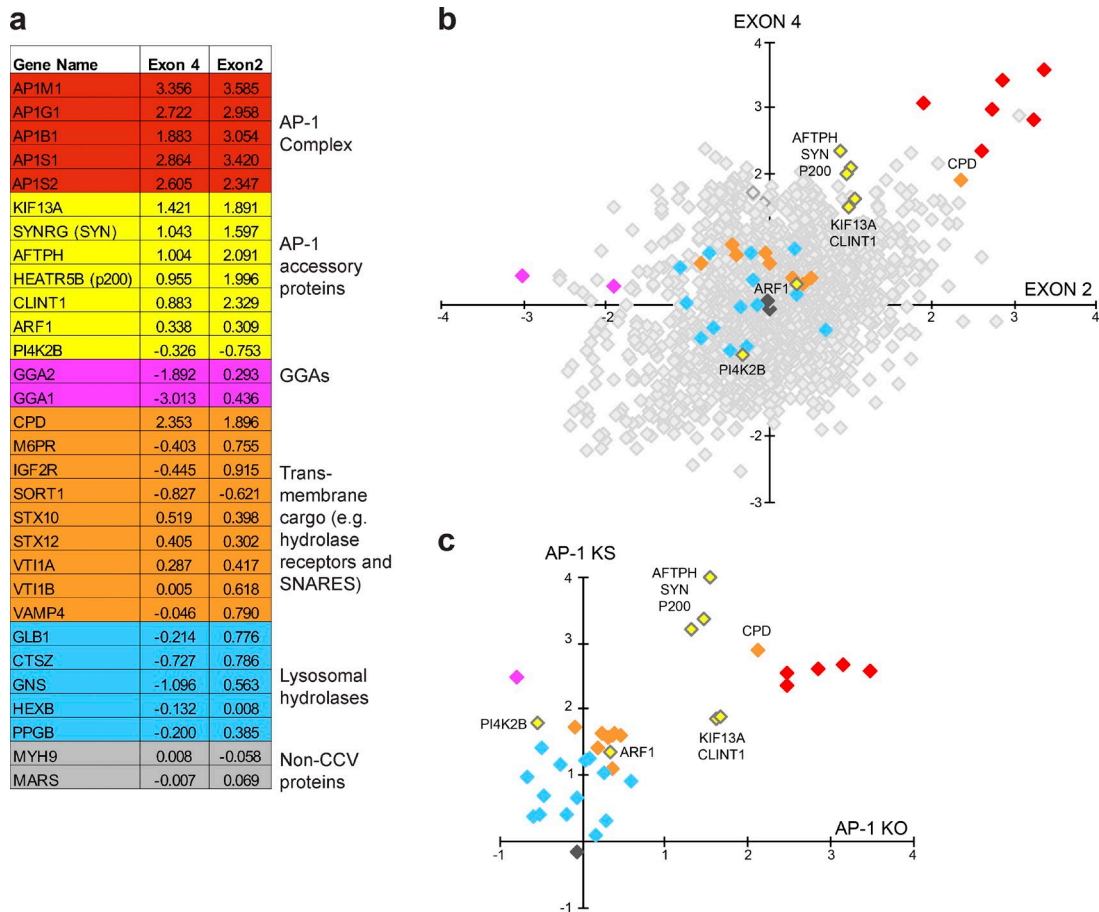 a
Gene Name Exon 4 Exon2
AP1M1 3.356 3.585
AP1G1 2.722 2.958
AP1B1 1.883 3.054
AP1S1 2.864 3.420
AP1S2 2.605 2.347
AP-1
Complex
KIF13A 1.421 1.891
SYNRG (SYN) 1.043 1.597
AFTPH 1.004 2.091
HEATR5B (p200) 0.955 1.996
CLINT1 0.883 2.329
ARF1 0.338 0.309
PI4K2B -0.326 -0.753
AP-1
accessory
proteins
GGA2 -1.892 0.293
GGA1 -3.013 0.436
GGAs
CPD 2.353 1.896
M6PR -0.403 0.755
IGF2R -0.445 0.915
SORT1 -0.827 -0.621
STX10 0.519 0.398
STX12 0.405 0.302
VTI1A 0.287 0.417
VTI1B 0.005 0.618
VAMP4 -0.046 0.790
Trans-
membrane
cargo (e.g.
hydrolase
receptors and
SNARES)
GLB1 -0.214 0.776
CTSZ -0.727 0.786
GNS -1.096 0.563
HEXB -0.132 0.008
PPGB -0.200 0.385
Lysosomal
hydrolases
MYH9 0.008 -0.058
MARS -0.007 0.069
Non-CCV
proteins
b
EXON 4
4
3
2
AFTPH
SYN
P200
CPD
KIF13A
CLINT1
ARF1
EXON 2
-4 -3 -2 2 3 4
PI4K2B
-2
-3
c
AP-1 KS
4
3
2
1
AFTPH
SYN
P200
CPD
PI4K2B
KIF13A
CLINT1
ARF1
AP-1 KO
-1 1 2 3 4
-1